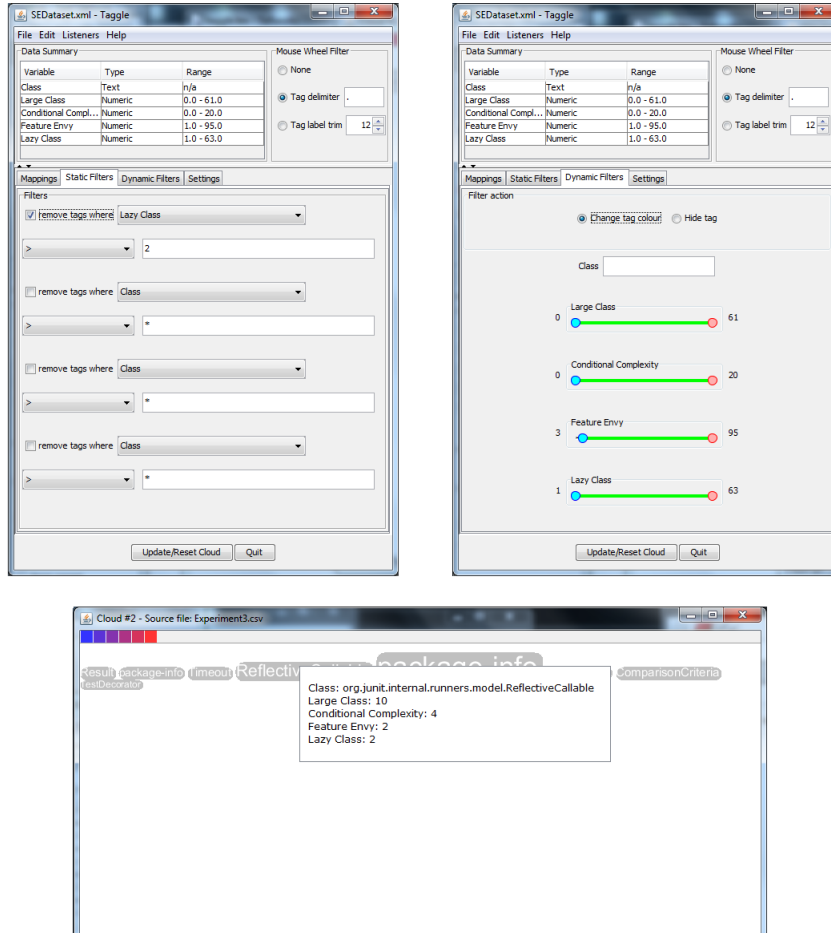 SEDataset.xml - Taggle
File Edit Listeners Help
Data Summary
Variable Type Range
Class Text n/a
Large Class Numeric 0.0 - 61.0
Conditional Compl... Numeric 0.0 - 20.0
Feature Envy Numeric 1.0 - 95.0
Lazy Class Numeric 1.0 - 63.0
Mouse Wheel Filter
None
Tag delimiter .
Tag label trim 12
Mappings Static Filters Dynamic Filters Settings
Filters
remove tags where Lazy Class
> 2
remove tags where Class
> *
remove tags where Class
> *
remove tags where Class
> *
Update/Reset Cloud Quit
SEDataset.xml - Taggle
File Edit Listeners Help
Data Summary
Variable Type Range
Class Text n/a
Large Class Numeric 0.0 - 61.0
Conditional Compl... Numeric 0.0 - 20.0
Feature Envy Numeric 1.0 - 95.0
Lazy Class Numeric 1.0 - 63.0
Mouse Wheel Filter
None
Tag delimiter .
Tag label trim 12
Mappings Static Filters Dynamic Filters Settings
Filter action
Change tag colour Hide tag
Class
Large Class
0 61
Conditional Complexity
0 20
Feature Envy
3 95
Lazy Class
1 63
Update/Reset Cloud Quit
Cloud #2 - Source file: Experiment3.csv
Result package-info Timeout package-info ComparisonCriteria
TestDecorator
Class: org.junit.internal.runners.model.ReflectiveCallable
Large Class: 10
Conditional Complexity: 4
Feature Envy: 2
Lazy Class: 2